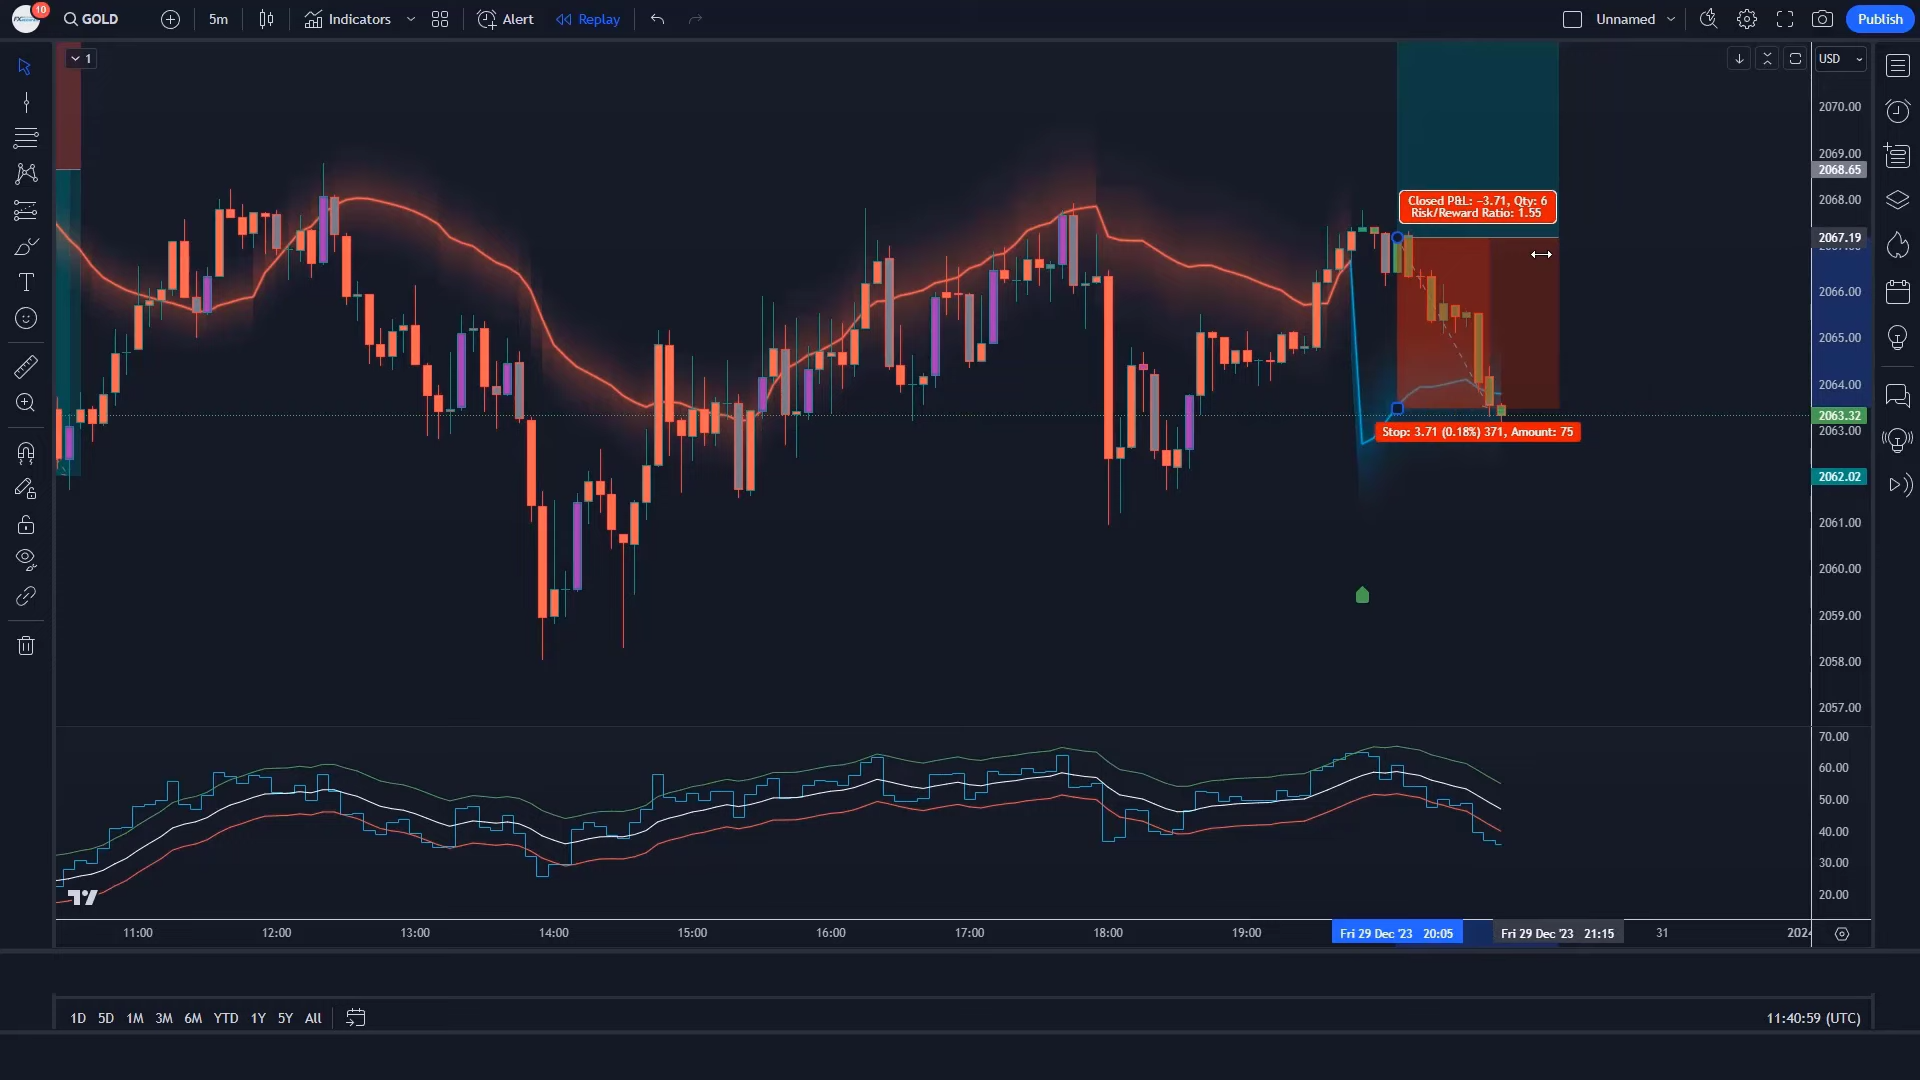 10
GOLD
5m
Indicators
Alert
Replay
Unnamed
Publish
1
USD
2070.00
2069.00
2068.65
2068.00
Closed P&L: −3.71, Qty: 6
Risk/Reward Ratio: 1.55
2067.19
2066.00
2065.00
2064.00
2063.32
Stop: 3.71 (0.18%) 371, Amount: 75
2063.00
2062.02
2061.00
2060.00
2059.00
2058.00
2057.00
70.00
60.00
50.00
40.00
30.00
20.00
11:00
12:00
13:00
14:00
15:00
16:00
17:00
18:00
19:00
Fri 29 Dec '23 20:05
Fri 29 Dec '23 21:15
31
1D 5D 1M 3M 6M YTD 1Y 5Y All
11:40:59 (UTC)